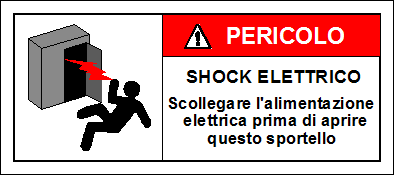 PERICOLO
SHOCK ELETTRICO
Scollegare l'alimentazione
elettrica prima di aprire
questo sportello